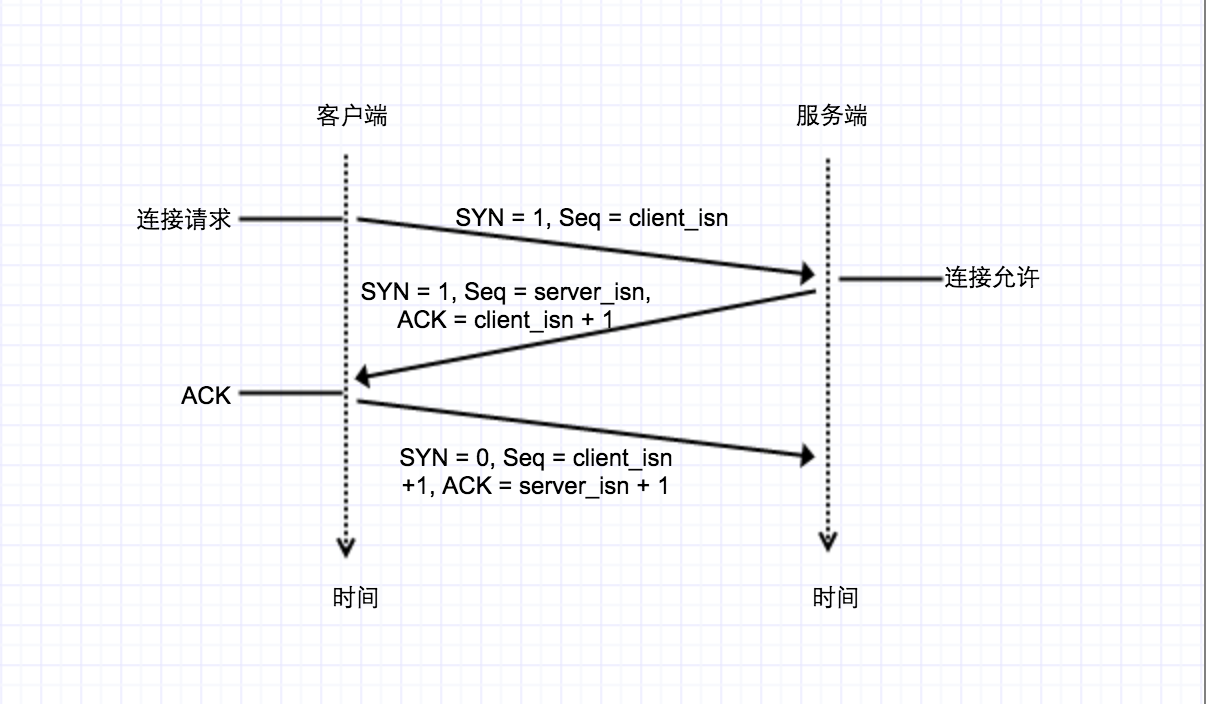 客户端
服务端
连接请求
SYN = 1, Seq = client_isn
连接允许
SYN = 1, Seq = server_isn,
ACK = client_isn + 1
ACK
SYN = 0, Seq = client_isn
+1, ACK = server_isn + 1
时间
时间